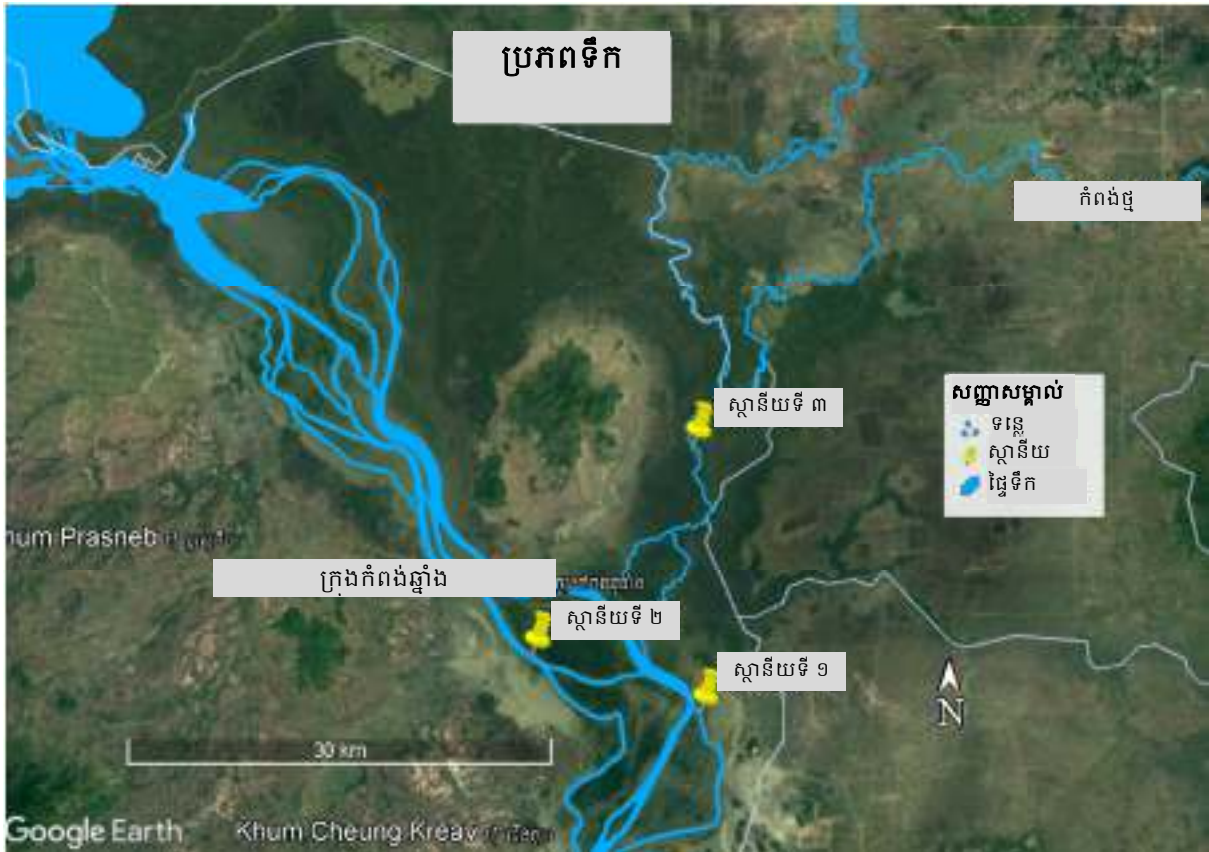 ប្រភពទឹក
កំពង់ថ្ម
ស្ថានីយទី ៣
សញ្ញាសម្គាល់
ទន្លេ
ស្ថានីយ
ផ្ទៃទឹក
num Prasneb
ក្រុងកំពង់ឆ្នាំង
ស្ថានីយទី ២
ស្ថានីយទី ១
N
30 km
Google Earth
Khum Cheung Kreav